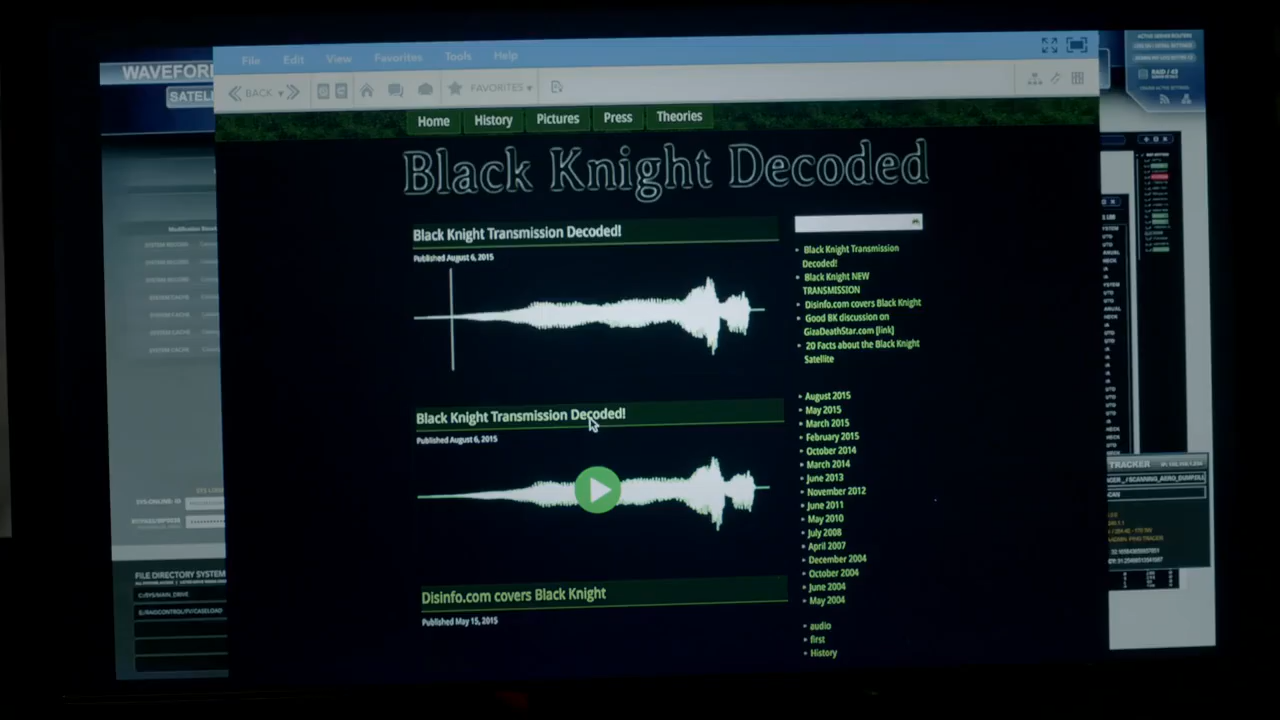 WAVEFOR
SATEL
File Edit View Favorites Tools Help
BACK
FAVORITES
RAID / 43
Home History Pictures Press Theories
Black Knight Decoded
Black Knight Transmission Decoded!
Published August 6, 2015
Black Knight Transmission Decoded!
Published August 6, 2015
Disinfo.com covers Black Knight
Published May 15, 2015
Black Knight Transmission
Decoded!
Black Knight NEW
TRANSMISSION
Disinfo.com covers Black Knight
Good BK discussion on
GizaDeathStar.com [link]
20 Facts about the Black Knight
Satellite
August 2015
May 2015
March 2015
February 2015
October 2014
March 2014
June 2013
November 2012
June 2011
May 2010
July 2008
April 2007
December 2004
October 2004
June 2004
May 2004
audio
first
History
FILE DIRECTORY SYSTEM
C:/SYS/MAIN_DRIVE
TRACKER